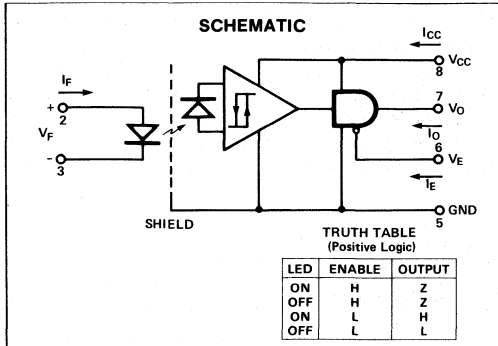 SCHEMATIC
ICC
VCC
8
IF
+
2
7
VO
VF
IO
6
VE
-
3
IE
GND
5
SHIELD
TRUTH TABLE
(Positive Logic)
LED ENABLE OUTPUT
ON H Z
OFF H Z
ON L H
OFF L L